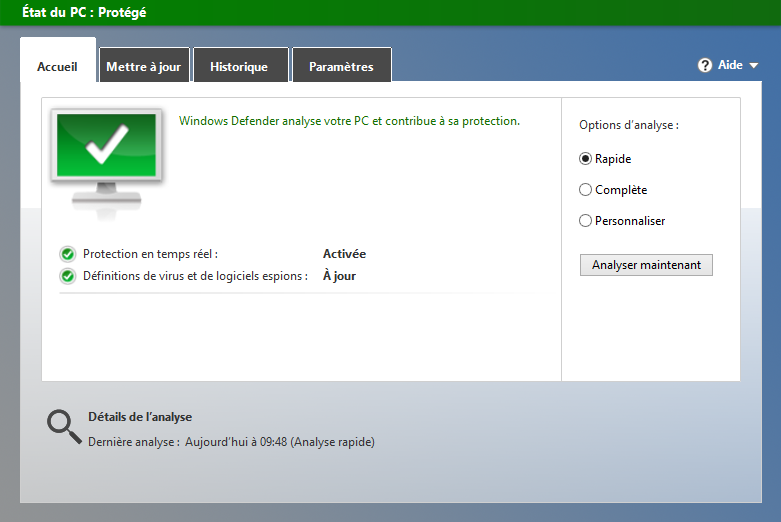 État du PC : Protégé
Accueil
Mettre à jour
Historique
Paramètres
? Aide
Windows Defender analyse votre PC et contribue à sa protection.
Protection en temps réel : Activée
Définitions de virus et de logiciels espions : À jour
Options d'analyse :
Rapide
Complète
Personnaliser
Analyser maintenant
Détails de l'analyse
Dernière analyse : Aujourd'hui à 09:48 (Analyse rapide)